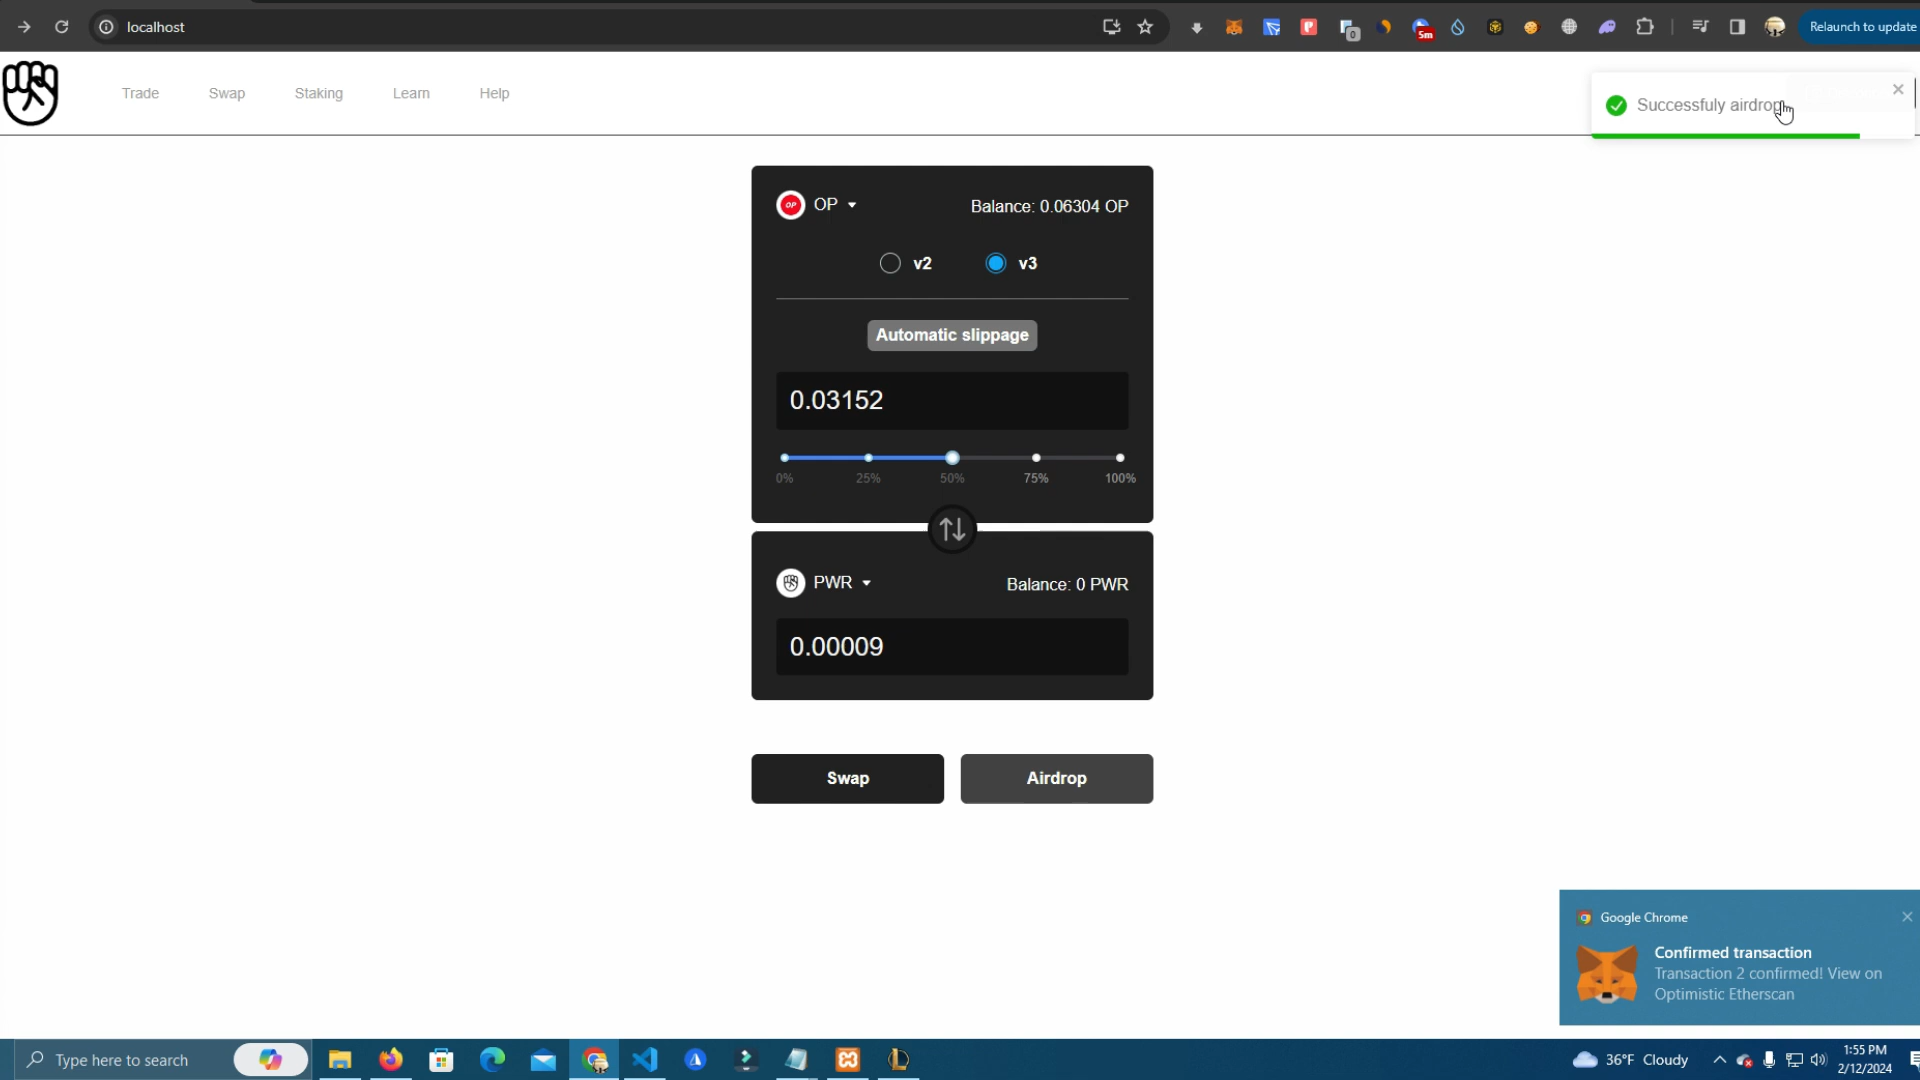 localhost
0
5m
Relaunch to update
Trade
Swap
Staking
Learn
Help
Successfuly airdrop
OP
OP
Balance: 0.06304 OP
v2
v3
Automatic slippage
0.03152
0%
25%
50%
75%
100%
PWR
Balance: 0 PWR
0.00009
Swap
Airdrop
Google Chrome
Confirmed transaction
Transaction 2 confirmed! View on
Optimistic Etherscan
Type here to search
36°F Cloudy
1:55 PM
2/12/2024